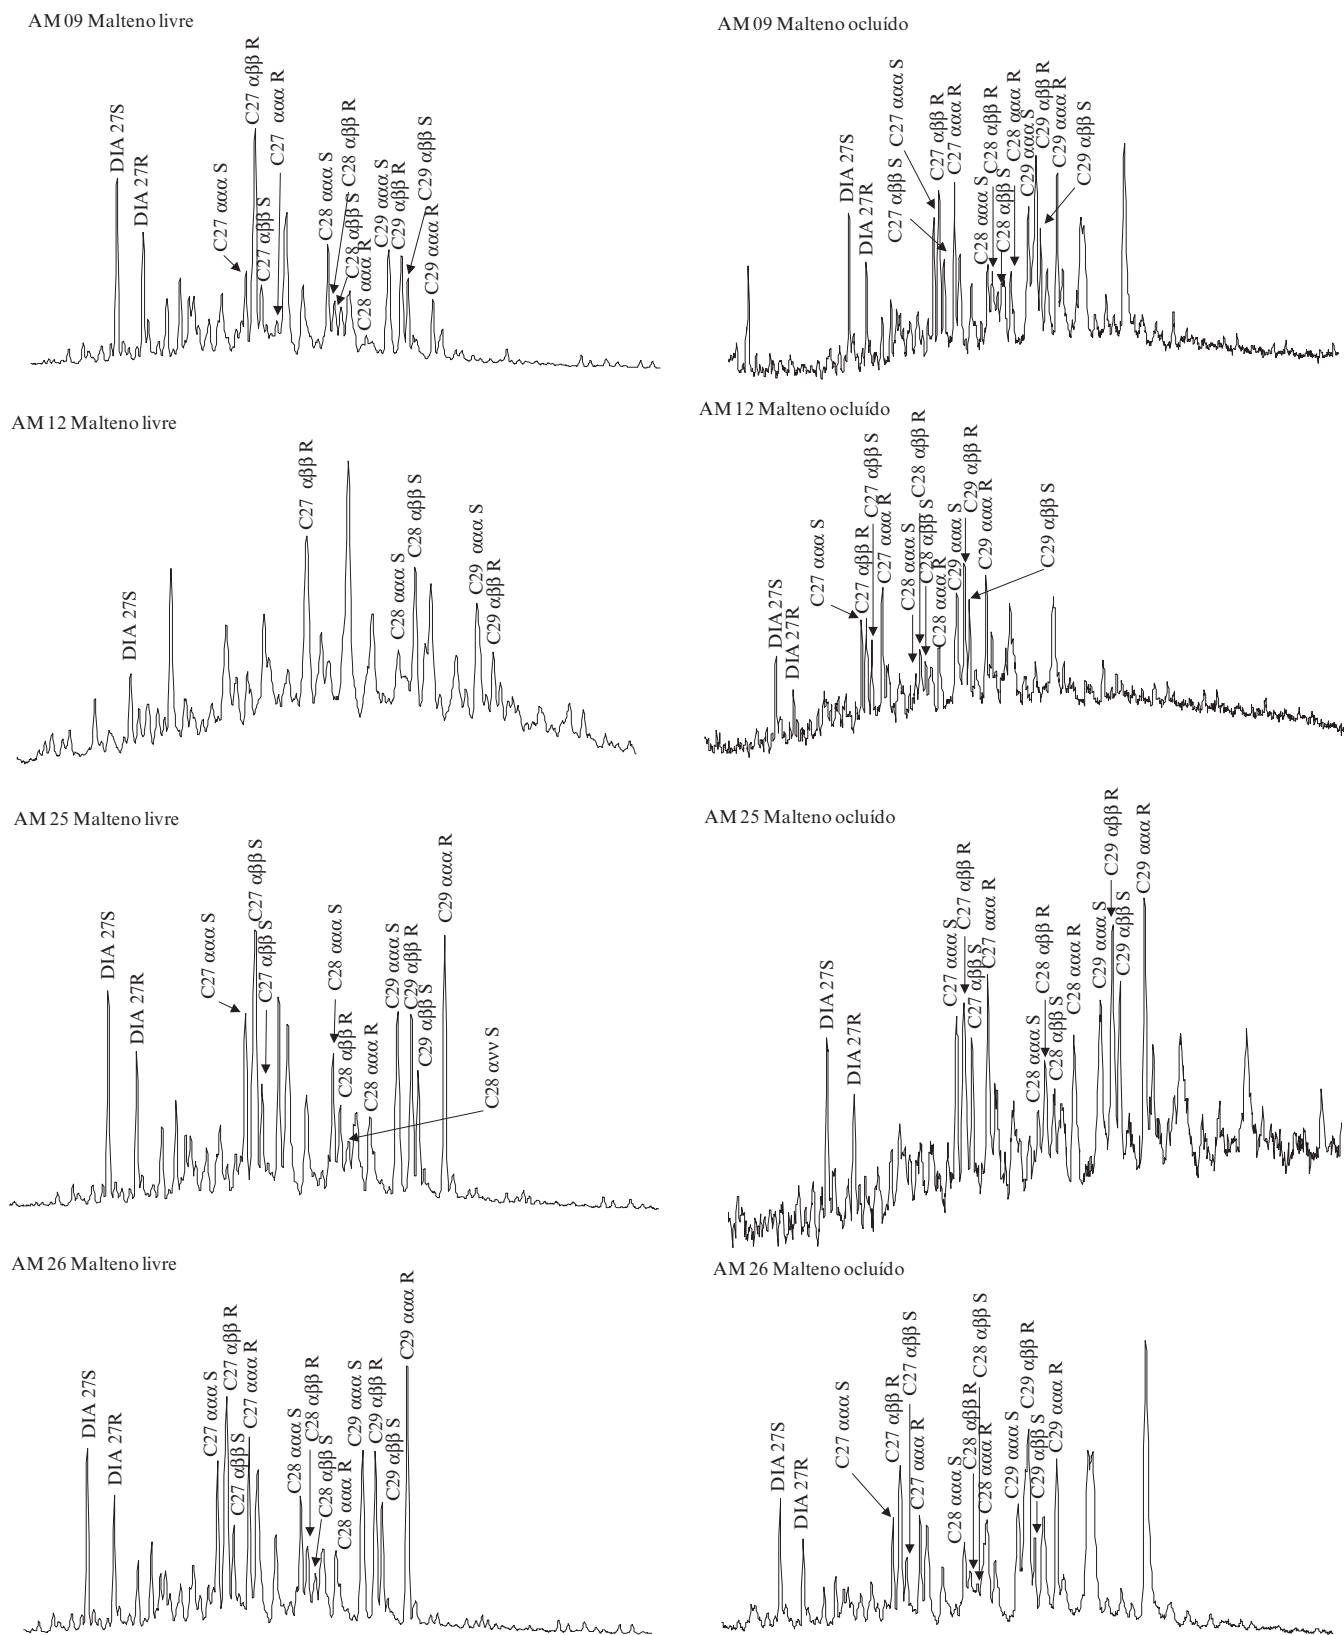 AM 09 Malteno livre
DIA 27S
DIA 27R
C27 ααα S
C27 αββ R
C27 αββ S
C27 ααα R
C28 ααα S
C28 αββ R
C28 αββ S
C28 ααα R
C29 ααα S
C29 αββ R
C29 αββ S
C29 ααα R
AM 09 Malteno ocluído
DIA 27S
DIA 27R
C27 αββ S
C27 ααα S
C27 αββ R
C27 ααα R
C28 ααα S
C28 αββ R
C28 αββ S
C28 ααα R
C29 ααα S
C29 αββ R
C29 ααα R
C29 αββ S
AM 12 Malteno livre
DIA 27S
C27 αββ R
C28 ααα S
C28 αββ S
C29 ααα S
C29 αββ R
AM 12 Malteno ocluído
DIA 27S
DIA 27R
C27 ααα S
C27 αββ R
C27 αββ S
C27 ααα R
C28 ααα S
C28 αββ R
C28 αββ S
C28 ααα R
C29 ααα S
C29 αββ R
C29 ααα R
C29 αββ S
AM 25 Malteno livre
DIA 27S
DIA 27R
C27 ααα S
C27 αββ S
C27 αββ S
C28 ααα S
C28 αββ R
C28 ααα R
C29 ααα S
C29 αββ R
C29 αββ S
C29 ααα R
C28 ανν S
AM 25 Malteno ocluído
DIA 27S
DIA 27R
C27 ααα S
C27 αββ R
C27 αββ S
C27 ααα R
C28 ααα S
C28 αββ R
C28 αββ S
C28 ααα R
C29 ααα S
C29 αββ R
C29 αββ S
C29 ααα R
AM 26 Malteno livre
DIA 27S
DIA 27R
C27 ααα S
C27 αββ R
C27 αββ S
C27 ααα R
C28 ααα S
C28 αββ R
C28 αββ S
C28 ααα R
C29 ααα S
C29 αββ R
C29 αββ S
C29 ααα R
AM 26 Malteno ocluído
DIA 27S
DIA 27R
C27 ααα S
C27 αββ R
C27 αββ S
C27 ααα R
C28 ααα S
C28 αββ R
C28 αββ S
C28 ααα R
C29 ααα S
C29 αββ R
C29 αββ S
C29 ααα R